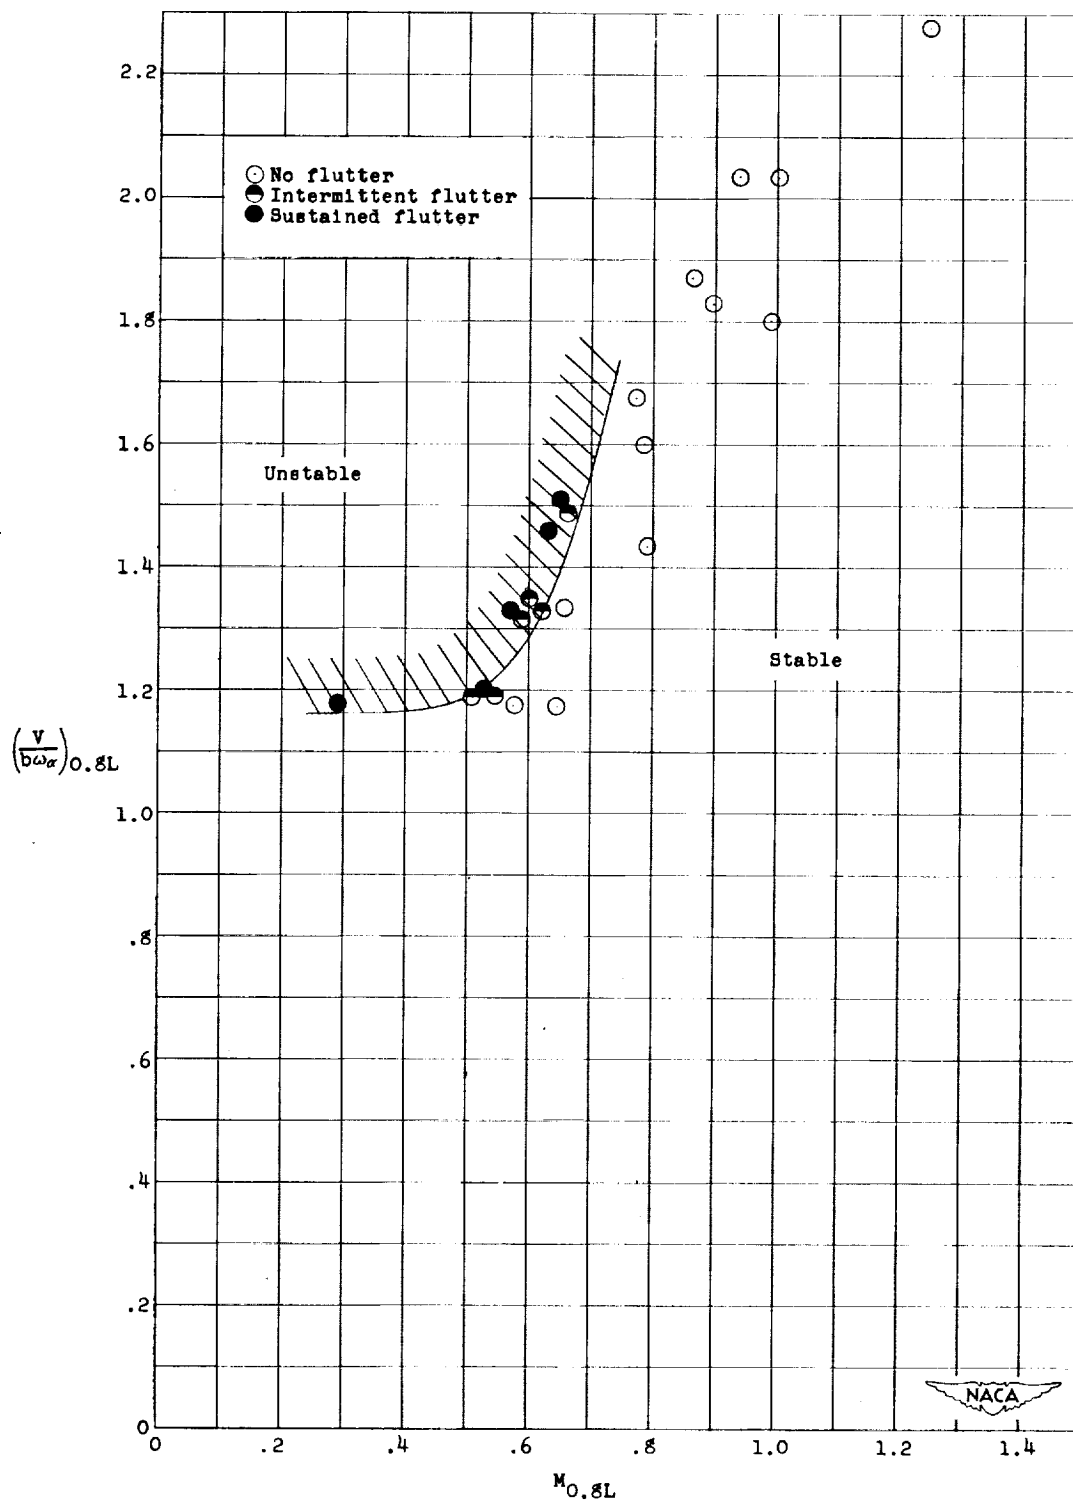 2.2
No flutter
Intermittent flutter
Sustained flutter
2.0
1.8
1.6
Unstable
1.4
Stable
1.2
(V/bωα)0.8L
1.0
.8
.6
.4
.2
NACA
0
0 .2 .4 .6 .8 1.0 1.2 1.4
M0.8L